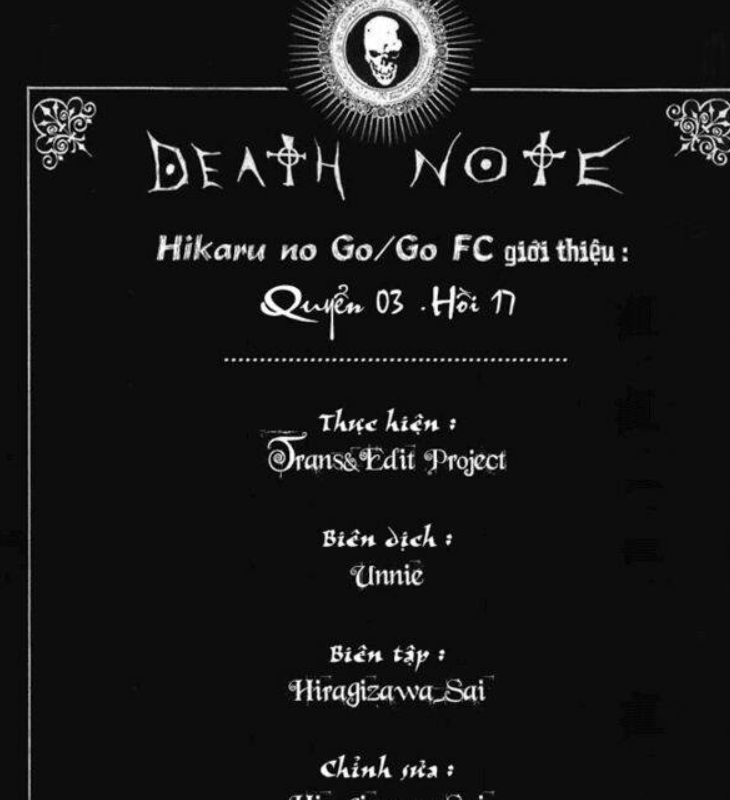 DEATH NOTE
Hikaru no Go/Go FC giới thiệu :
Quyển 03 . Hồi 17
Thực hiện :
Trans&Edit Project
Biên dịch :
Unnie
Biên tập :
Hiragizawa_Sai
Chỉnh sửa :